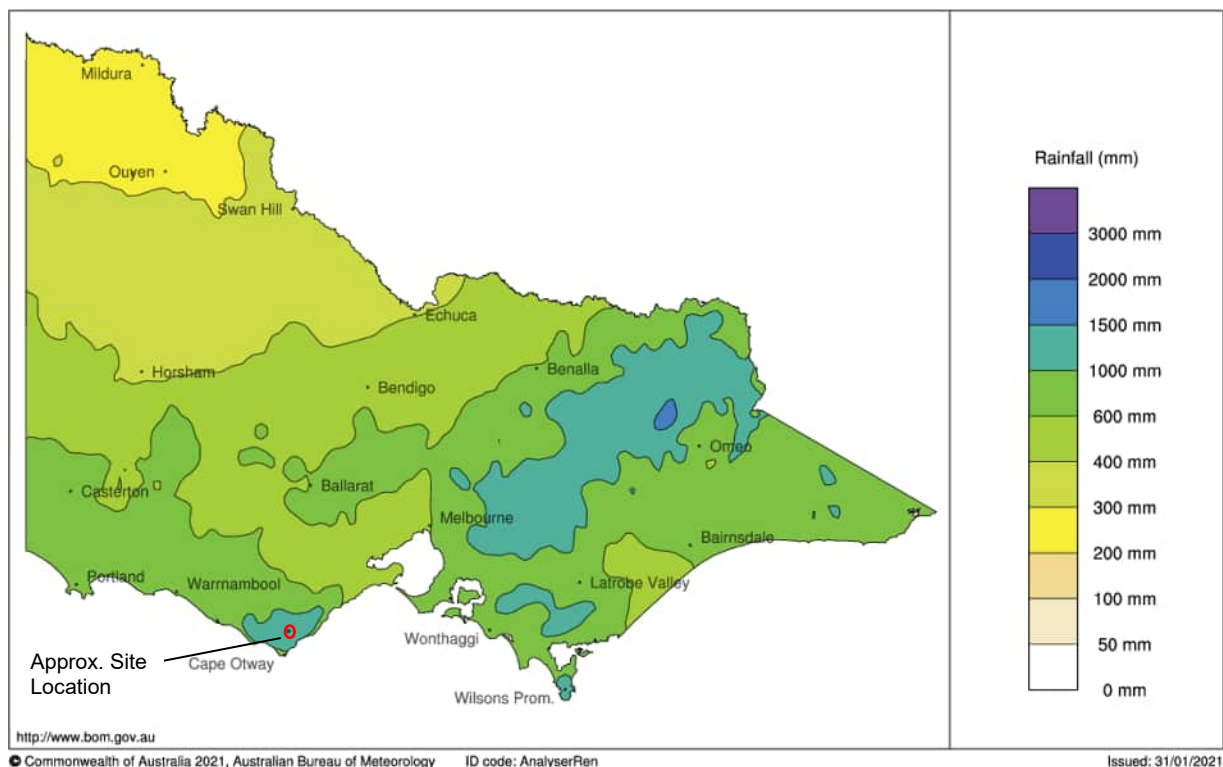 Mildura
Ouyen
Swan Hill
Echuca
Horsham
Bendigo
Benalla
Omeo
Casterton
Ballarat
Melbourne
Bairnsdale
Portland
Warrnambool
Latrobe Valley
Wonthaggi
Cape Otway
Wilsons Prom.
Approx. Site
Location
Rainfall (mm)
3000 mm
2000 mm
1500 mm
1000 mm
600 mm
400 mm
300 mm
200 mm
100 mm
50 mm
0 mm
http://www.bom.gov.au
© Commonwealth of Australia 2021, Australian Bureau of Meteorology ID code: AnalyserRen Issued: 31/01/2021